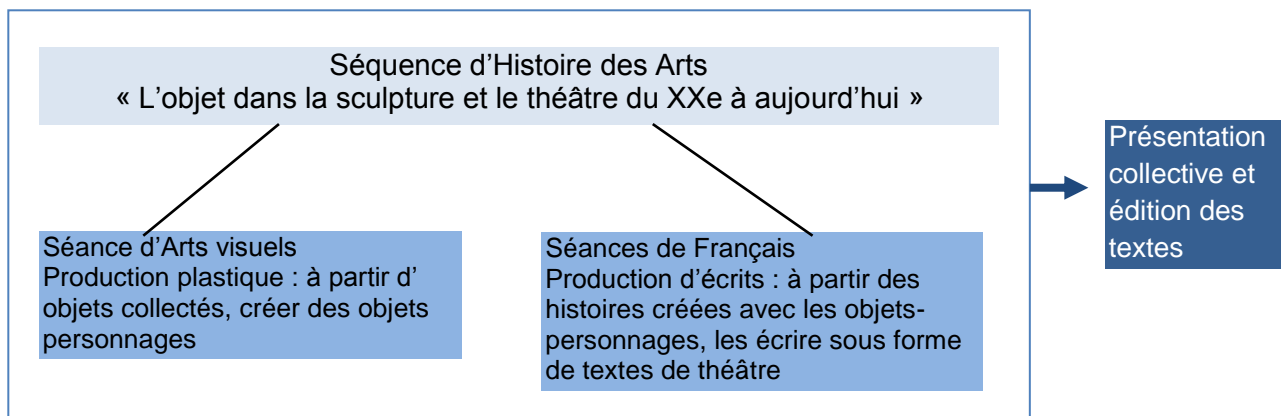 Séquence d’Histoire des Arts
« L’objet dans la sculpture et le théâtre du XXe à aujourd’hui »
Séance d’Arts visuels
Production plastique : à partir d’
objets collectés, créer des objets
personnages
Séances de Français
Production d’écrits : à partir des
histoires créées avec les objets-
personnages, les écrire sous forme
de textes de théâtre
Présentation
collective et
édition des
textes